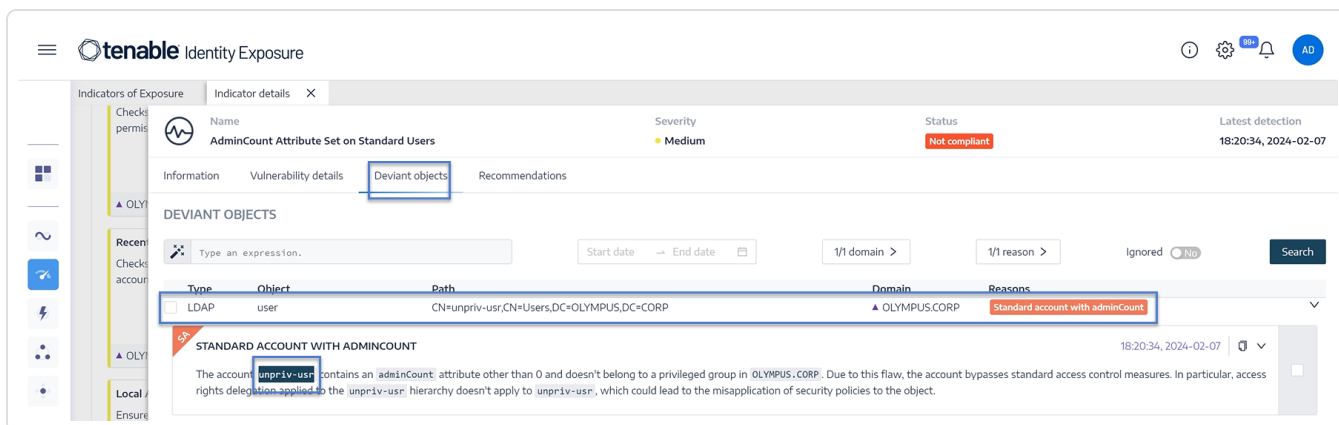 tenable Identity Exposure
99+
AD
Indicators of Exposure
Indicator details
Checks
permis
Name
Severity
Status
Latest detection
AdminCount Attribute Set on Standard Users
Medium
Not compliant
18:20:34, 2024-02-07
Information
Vulnerability details
Deviant objects
Recommendations
OLY
DEVIANT OBJECTS
Recent
Type an expression.
Start date
End date
1/1 domain >
1/1 reason >
Ignored
No
Search
Checks
accoun
Type
Object
Path
Domain
Reasons
LDAP
user
CN=unpriv-usr,CN=Users,DC=OLYMPUS,DC=CORP
OLYMPUS.CORP
Standard account with adminCount
SA
STANDARD ACCOUNT WITH ADMINCOUNT
18:20:34, 2024-02-07
OLY
The account unpriv-usr contains an adminCount attribute other than 0 and doesn't belong to a privileged group in OLYMPUS.CORP. Due to this flaw, the account bypasses standard access control measures. In particular, access
rights delegation applied to the unpriv-usr hierarchy doesn't apply to unpriv-usr, which could lead to the misapplication of security policies to the object.
Local
Ensure